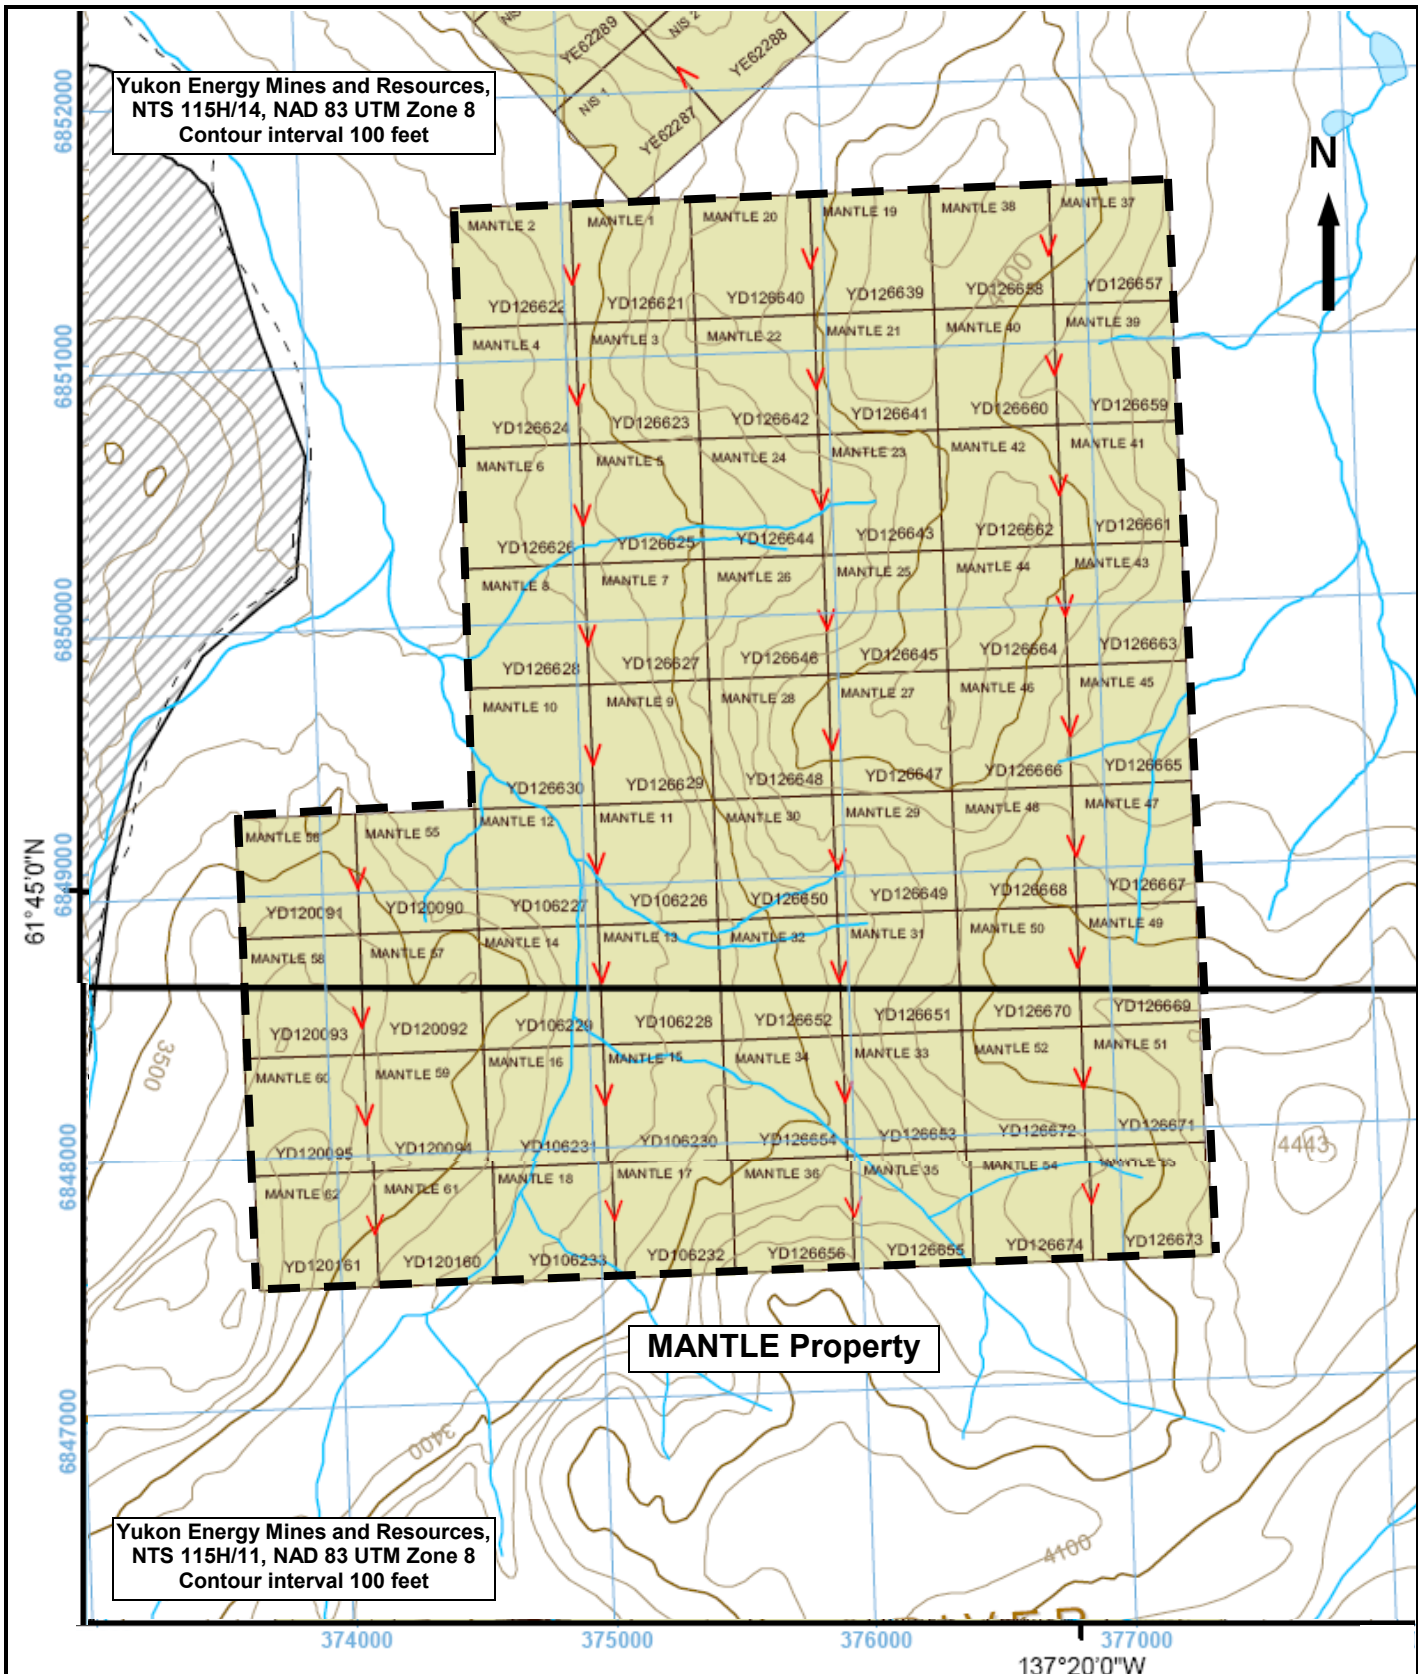 NIS 2
YE62289
YE62288
NIS 1
YE62287
Yukon Energy Mines and Resources,
NTS 115H/14, NAD 83 UTM Zone 8
Contour interval 100 feet
6852000
N
MANTLE 2
MANTLE 1
MANTLE 20
MANTLE 19
MANTLE 38
MANTLE 37
4100
YD126622
YD126621
YD126640
YD126639
YD126658
YD126657
MANTLE 4
MANTLE 3
MANTLE 22
MANTLE 21
MANTLE 40
MANTLE 39
6851000
YD126624
YD126623
YD126642
YD126641
YD126660
YD126659
MANTLE 6
MANTLE 5
MANTLE 24
MANTLE 23
MANTLE 42
MANTLE 41
YD126626
YD126625
YD126644
YD126643
YD126662
YD126661
MANTLE 8
MANTLE 7
MANTLE 26
MANTLE 25
MANTLE 44
MANTLE 43
6850000
YD126628
YD126627
YD126646
YD126645
YD126664
YD126663
MANTLE 10
MANTLE 9
MANTLE 28
MANTLE 27
MANTLE 46
MANTLE 45
YD126630
YD126629
YD126648
YD126647
YD126666
YD126665
MANTLE 56
MANTLE 55
MANTLE 12
MANTLE 11
MANTLE 30
MANTLE 29
MANTLE 48
MANTLE 47
6849000
61°45'0"N
YD120091
YD120090
YD106227
YD106226
YD126650
YD126649
YD126668
YD126667
MANTLE 58
MANTLE 57
MANTLE 14
MANTLE 13
MANTLE 32
MANTLE 31
MANTLE 50
MANTLE 49
YD120093
YD120092
YD106229
YD106228
YD126652
YD126651
YD126670
YD126669
3500
MANTLE 60
MANTLE 59
MANTLE 16
MANTLE 15
MANTLE 34
MANTLE 33
MANTLE 52
MANTLE 51
6848000
YD120095
YD120094
YD106231
YD106230
YD126654
YD126653
YD126672
YD126671
4443
MANTLE 62
MANTLE 61
MANTLE 18
MANTLE 17
MANTLE 36
MANTLE 35
MANTLE 54
MANTLE 53
YD120161
YD120160
YD106233
YD106232
YD126656
YD126655
YD126674
YD126673
MANTLE Property
6847000
3400
Yukon Energy Mines and Resources,
NTS 115H/11, NAD 83 UTM Zone 8
Contour interval 100 feet
4100
374000
375000
376000
377000
137°20'0"W